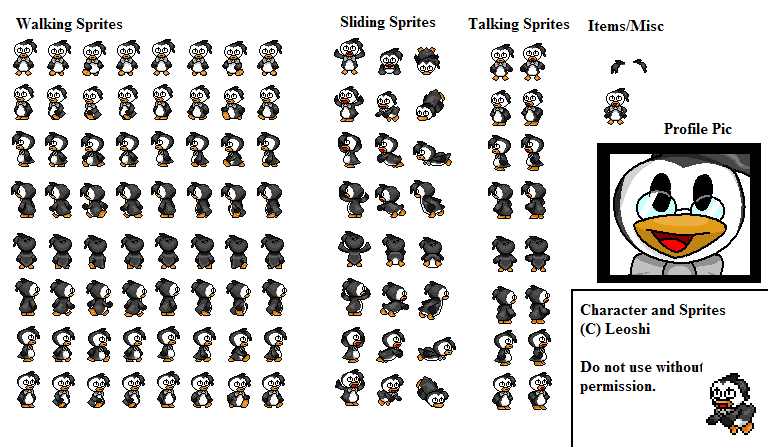 Walking Sprites
Sliding Sprites
Talking Sprites
Items/Misc
Profile Pic
Character and Sprites
(C) Leoshi
Do not use without
permission.